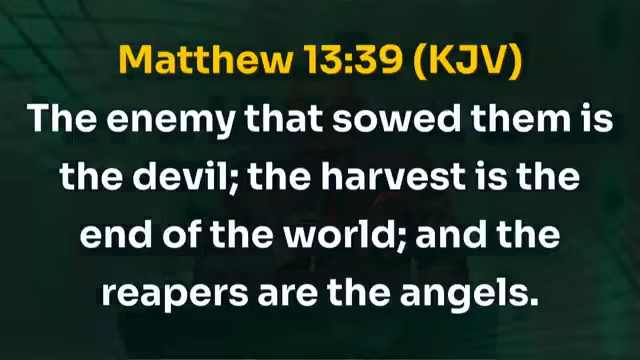 Matthew 13:39 (KJV)
The enemy that sowed them is
the devil; the harvest is the
end of the world; and the
reapers are the angels.